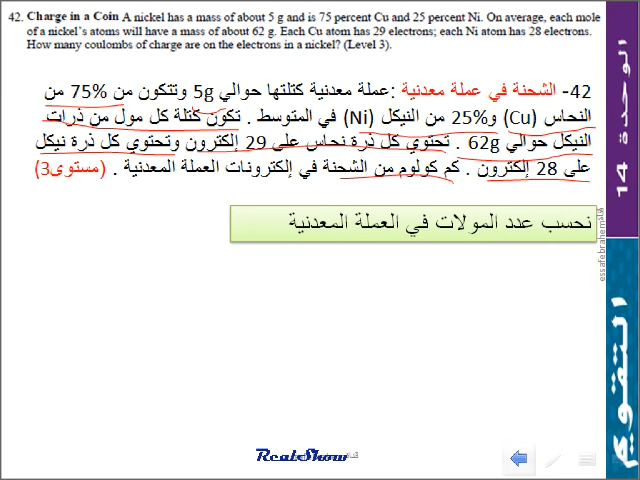 42. Charge in a Coin A nickel has a mass of about 5 g and is 75 percent Cu and 25 percent Ni. On average, each mole
of a nickel's atoms will have a mass of about 62 g. Each Cu atom has 29 electrons; each Ni atom has 28 electrons.
How many coulombs of charge are on the electrons in a nickel? (Level 3).
42- الشحنة في عملة معدنية :عملة معدنية كتلتها حوالي 5g وتتكون من 75% من
النحاس (Cu) و25% من النيكل (Ni) في المتوسط . تكون كتلة كل مول من ذرات
النيكل حوالي 62g . تحتوي كل ذرة نحاس على 29 إلكترون وتحتوي كل ذرة نيكل
على 28 إلكترون . كم كولوم من الشحنة في إلكترونات العملة المعدنية . (مستوى3)
نحسب عدد المولات في العملة المعدنية
الوحدة 14
التقويم
essafebrahem
RealShow